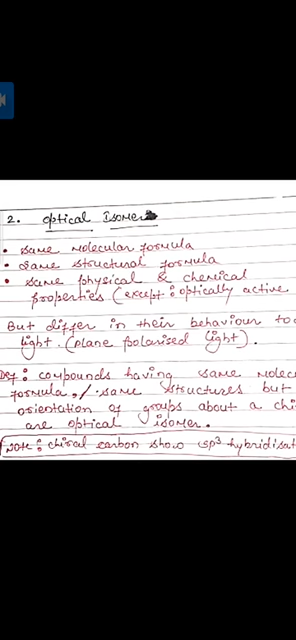 2. Optical Isomer
• Same Molecular formula
• Same structural formula
• Same physical & chemical
properties (except : optically active
But differ in their behaviour to
light. (plane polarised light).
Def : compounds having same Molec
formula, /. same structures but
orientation of groups about a chi
are optical isomer.
Note : chiral carbon show sp³ hybridisat